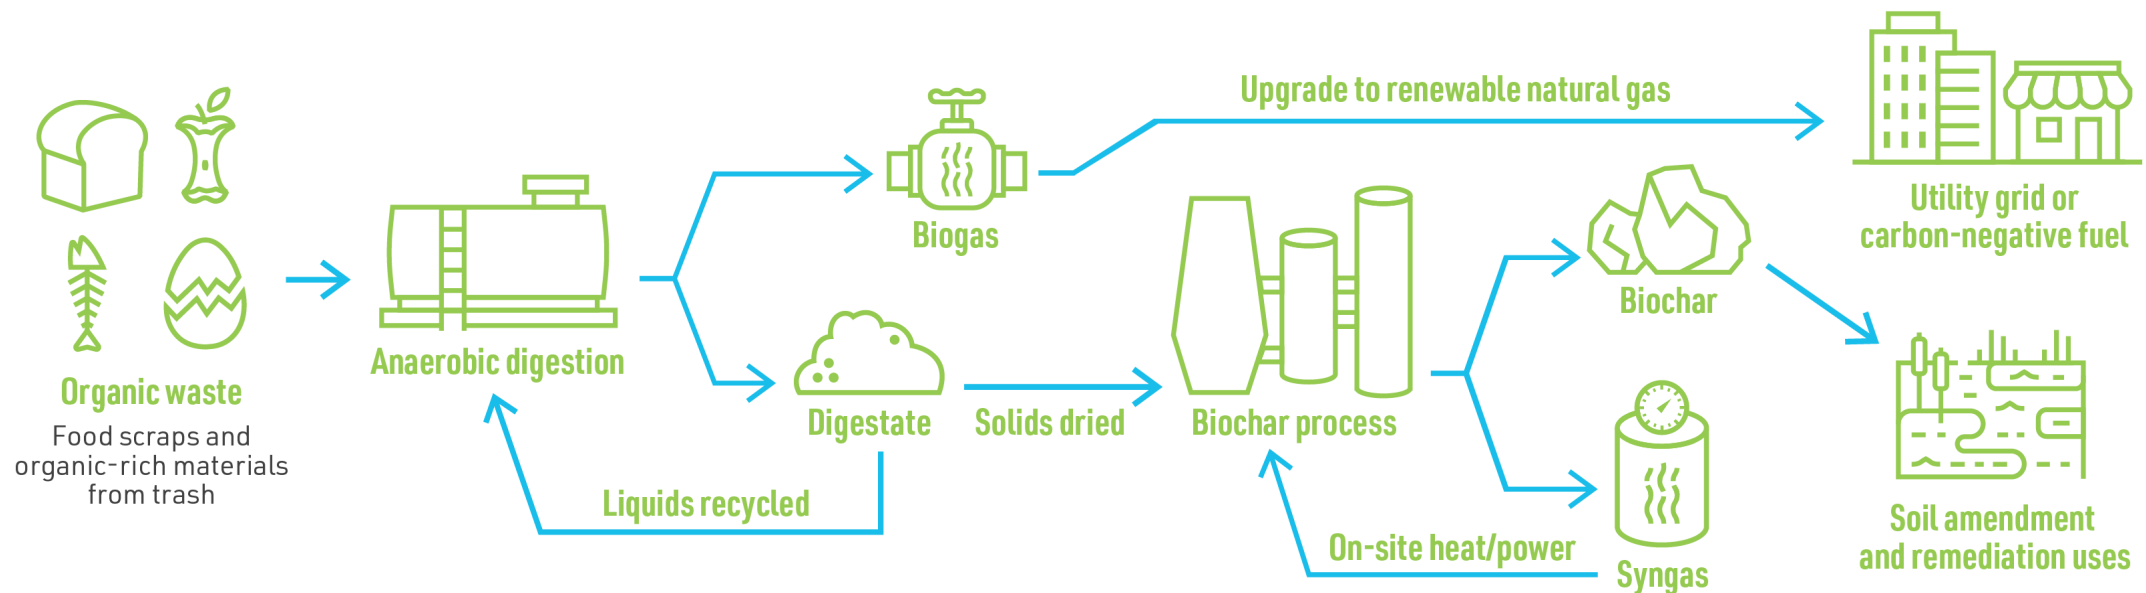 Organic waste
Food scraps and
organic-rich materials
from trash
Anaerobic digestion
Liquids recycled
Biogas
Upgrade to renewable natural gas
Utility grid or
carbon-negative fuel
Digestate
Solids dried
Biochar process
Biochar
Soil amendment
and remediation uses
Syngas
On-site heat/power